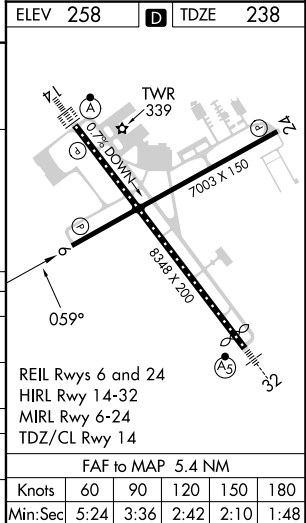 ELEV 258 D TDZE 238
14
A
TWR
339
24
P
P
0.7% DOWN
7003 X 150
P
6
8348 X 200
059°
A5
32
REIL Rwys 6 and 24
HIRL Rwy 14-32
MIRL Rwy 6-24
TDZ/CL Rwy 14
FAF to MAP 5.4 NM
Knots 60 90 120 150 180
Min:Sec 5:24 3:36 2:42 2:10 1:48